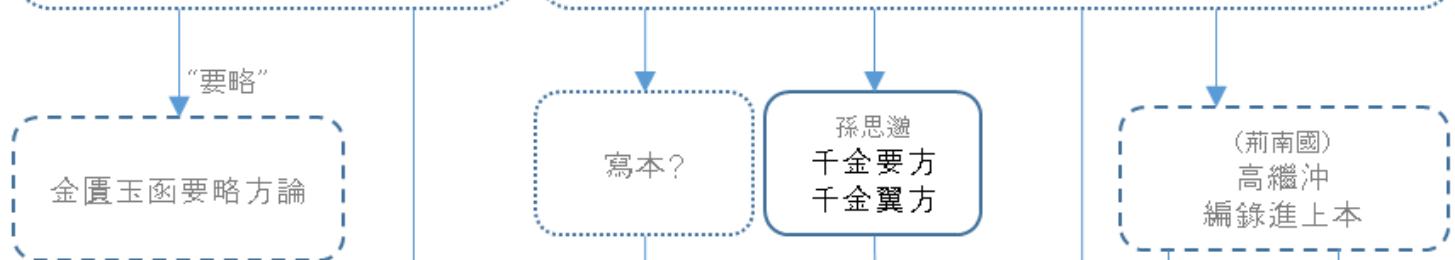 “要略”
金匱玉函要略方論
寫本?
孫思邈
千金要方
千金翼方
(荊南國)
高繼沖
編錄進上本